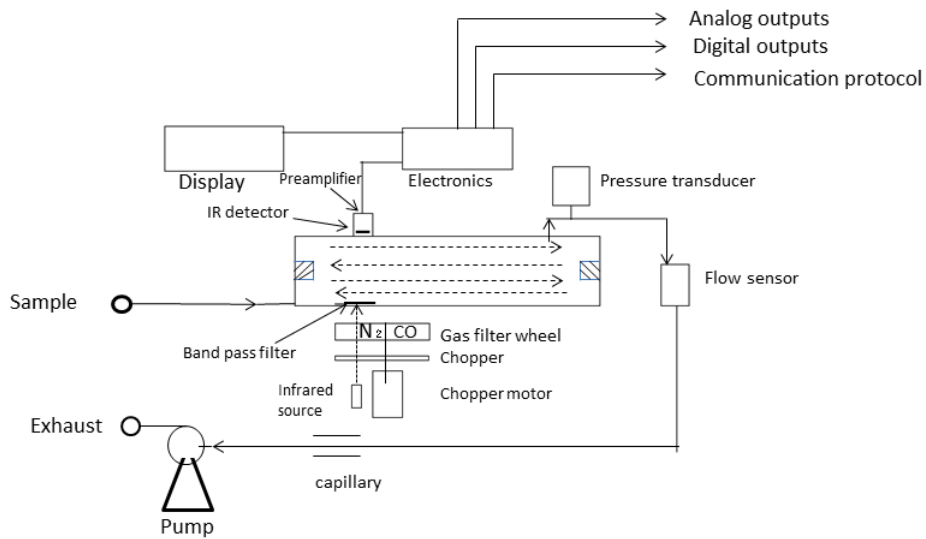 Analog outputs
Digital outputs
Communication protocol
Display
Preamplifier
Electronics
Pressure transducer
IR detector
Flow sensor
Sample
N2 CO
Gas filter wheel
Band pass filter
Chopper
Infrared
source
Chopper motor
Exhaust
capillary
Pump